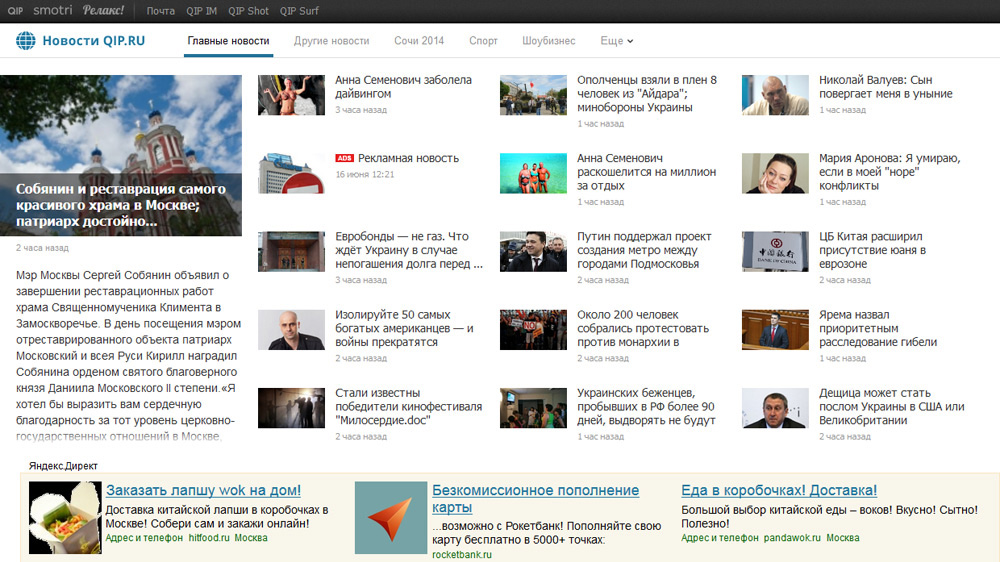 QIP smotri Релакс! Почта QIP IM QIP Shot QIP Surf
Новости QIP.RU Главные новости Другие новости Сочи 2014 Спорт Шоубизнес Еще
Собянин и реставрация самого
красивого храма в Москве;
патриарх достойно...
2 часа назад
Мэр Москвы Сергей Собянин объявил о
завершении реставрационных работ
храма Священномученика Климента в
Замоскворечье. В день посещения мэром
отреставрированного объекта патриарх
Московский и всея Руси Кирилл наградил
Собянина орденом святого благоверного
князя Даниила Московского II степени.«Я
хотел бы выразить вам сердечную
благодарность за тот уровень церковно-
государственных отношений в Москве,
Анна Семенович заболела
дайвингом
3 часа назад
Ополченцы взяли в плен 8
человек из "Айдара";
минобороны Украины
1 час назад
Николай Валуев: Сын
повергает меня в уныние
1 час назад
ADS Рекламная новость
16 июня 12:21
Анна Семенович
раскошелится на миллион
за отдых
1 час назад
Мария Аронова: Я умираю,
если в моей "норе"
конфликты
1 час назад
Евробонды — не газ. Что
ждёт Украину в случае
непогашения долга перед ...
3 часа назад
Путин поддержал проект
создания метро между
городами Подмосковья
2 часа назад
中国银行
BANK OF CHINA
ЦБ Китая расширил
присутствие юаня в
еврозоне
2 часа назад
Изолируйте 50 самых
богатых американцев — и
войны прекратятся
2 часа назад
NO
Около 200 человек
собрались протестовать
против монархии в
2 часа назад
Ярема назвал
приоритетным
расследование гибели
1 час назад
Стали известны
победители кинофестиваля
"Милосердие.doc"
2 часа назад
Украинских беженцев,
пробывших в РФ более 90
дней, выдворять не будут
1 час назад
Дещица может стать
послом Украины в США или
Великобритании
2 часа назад
Яндекс.Директ
Заказать лапшу wok на дом!
Доставка китайской лапши в коробочках в
Москве! Собери сам и закажи онлайн!
Адрес и телефон hitfood.ru Москва
Безкомиссионное пополнение
карты
...возможно с Рокетбанк! Пополняйте свою
карту бесплатно в 5000+ точках:
rocketbank.ru
Еда в коробочках! Доставка!
Большой выбор китайской еды – воков! Вкусно! Сытно!
Полезно!
Адрес и телефон pandawok.ru Москва